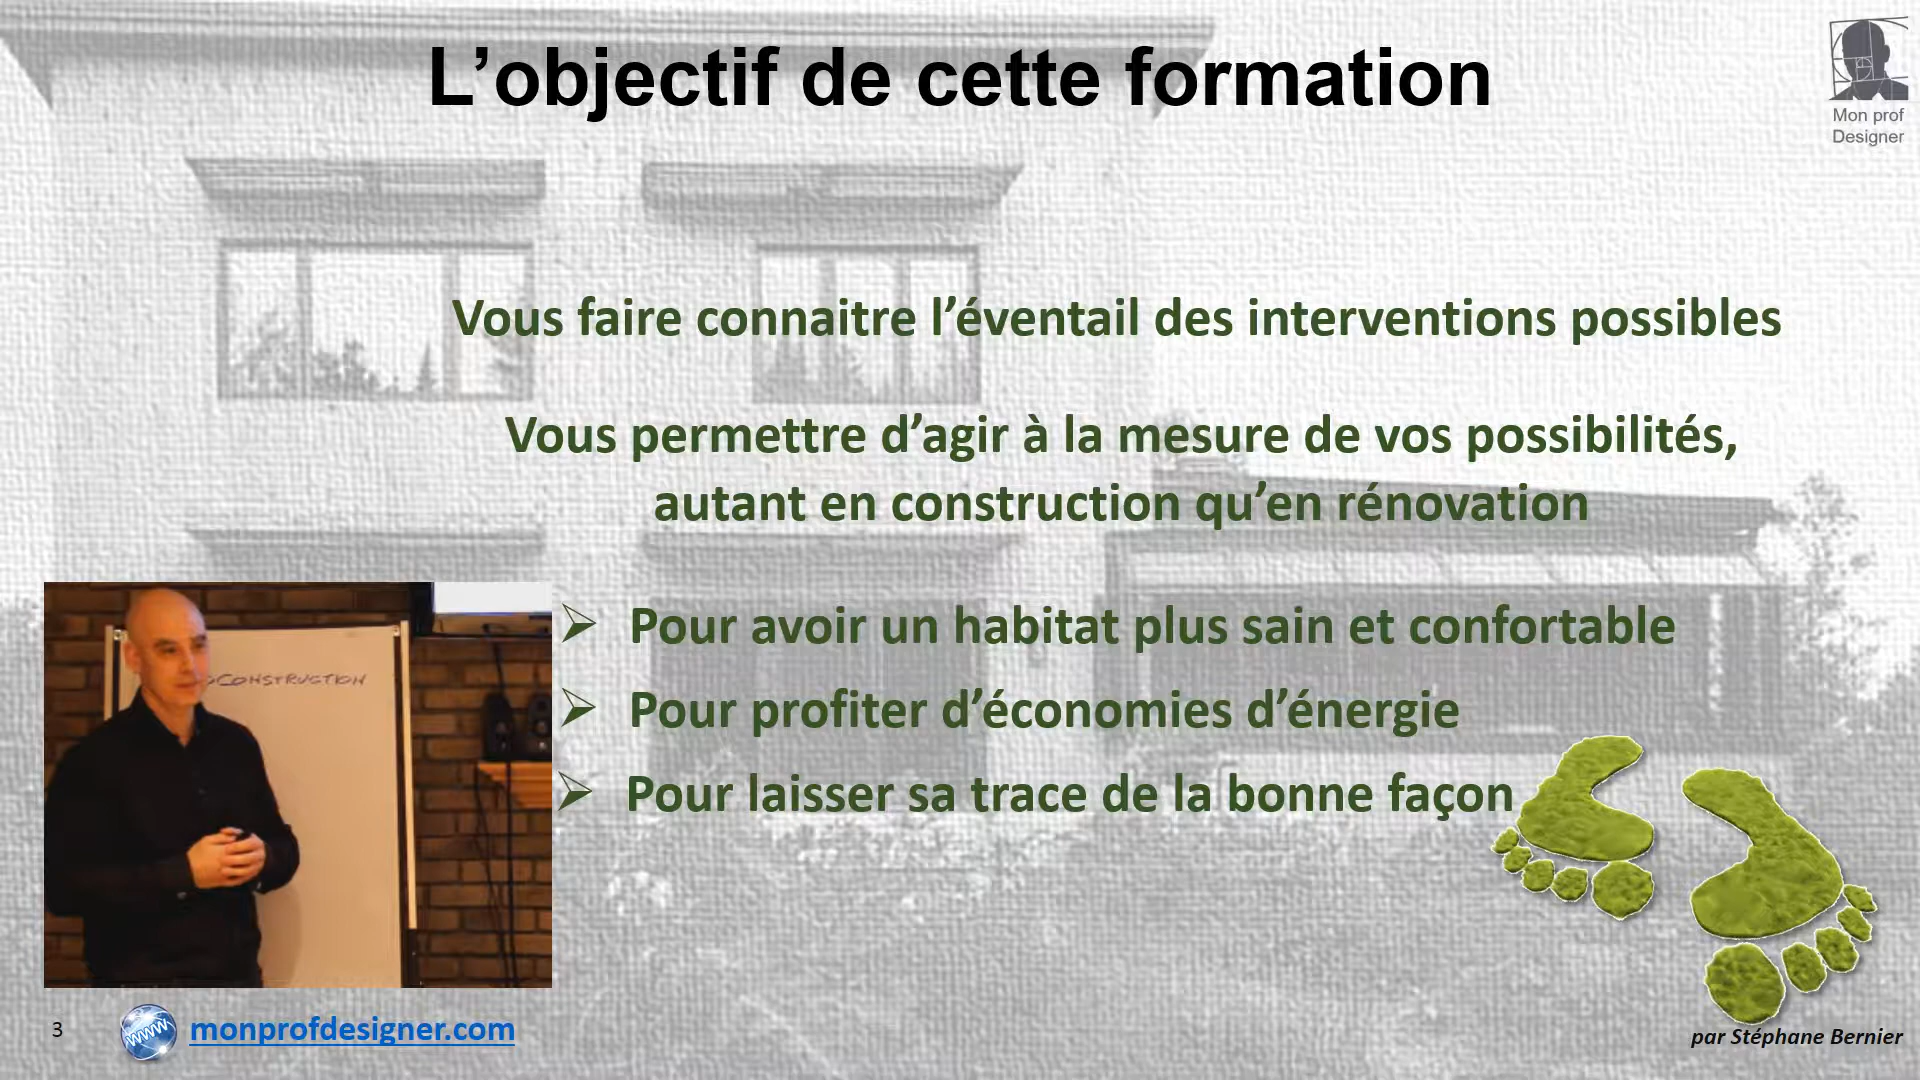 L’objectif de cette formation
Mon prof
Designer
Vous faire connaitre l’éventail des interventions possibles
Vous permettre d’agir à la mesure de vos possibilités,
autant en construction qu’en rénovation
➢ Pour avoir un habitat plus sain et confortable
➢ Pour profiter d’économies d’énergie
➢ Pour laisser sa trace de la bonne façon
OCONSTRUCTION
3
www
monprofdesigner.com
par Stéphane Bernier